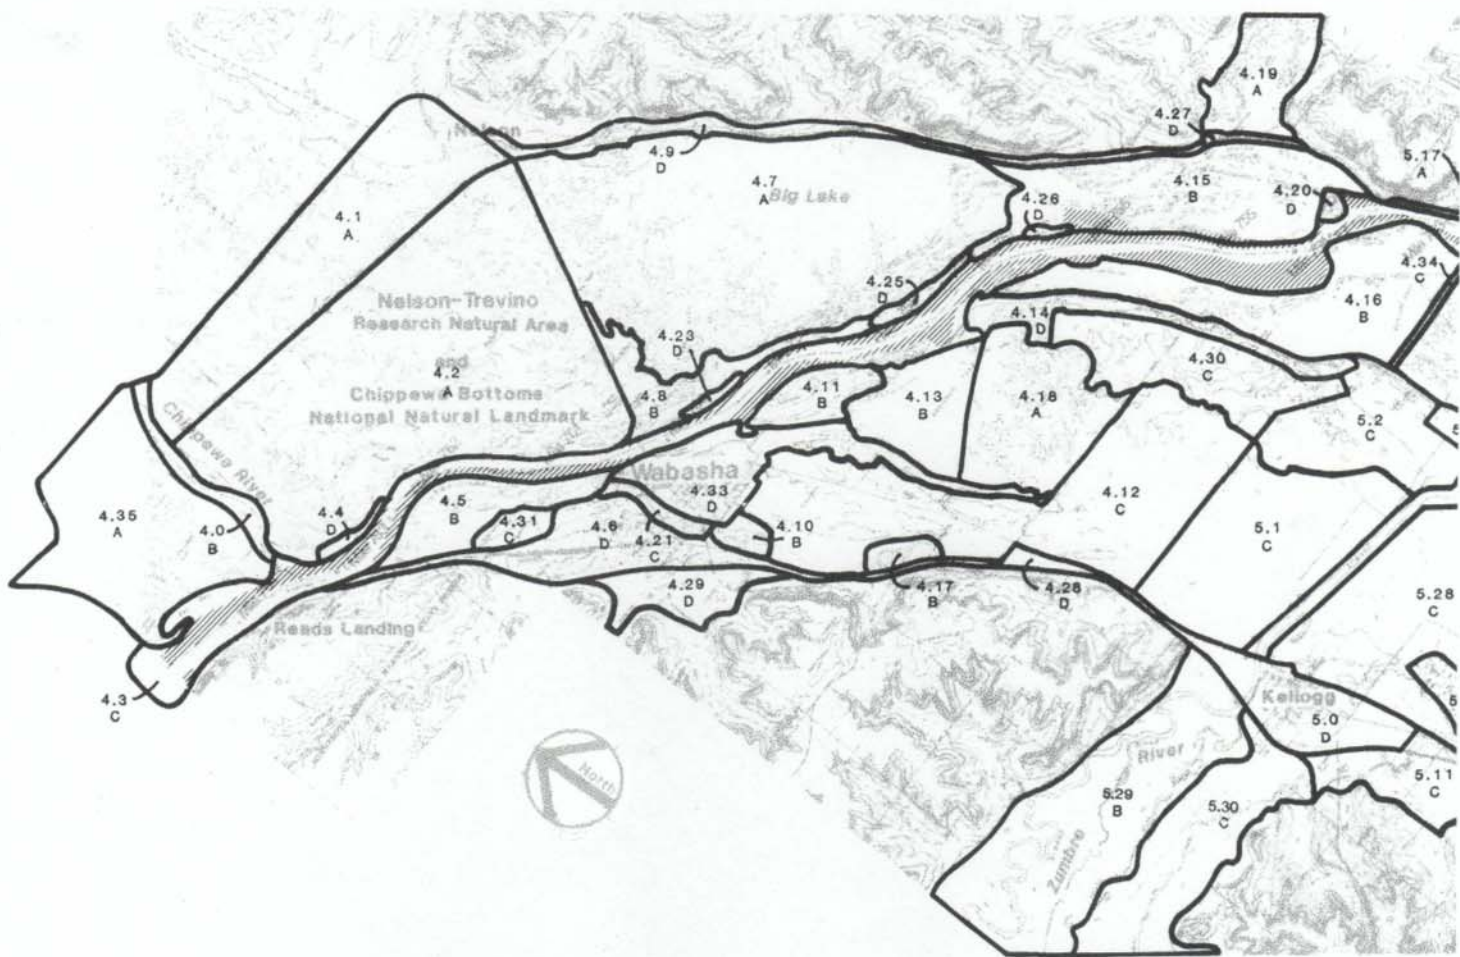 4.19
A
4.27
D
Nelson
4.9
D
5.17
A
4.7
A
Big Lake
4.15
B
4.20
D
4.26
D
4.1
A
4.34
C
4.25
D
4.16
B
Nelson-Trevino
Research Natural Area
and
Chippewa Bottoms
National Natural Landmark
4.2
A
4.14
D
4.23
D
4.30
C
4.8
B
4.11
B
4.13
B
4.18
A
5.2
C
Chippewa River
Wabasha
4.33
D
4.12
C
4.35
A
4.0
B
4.4
D
4.5
B
4.31
C
4.6
D
4.21
C
4.10
B
5.1
C
4.29
D
4.17
B
4.28
D
5.28
C
Reads Landing
4.3
C
Kellogg
5.0
D
North
Zumbro River
5.29
B
5.30
C
5.11
C